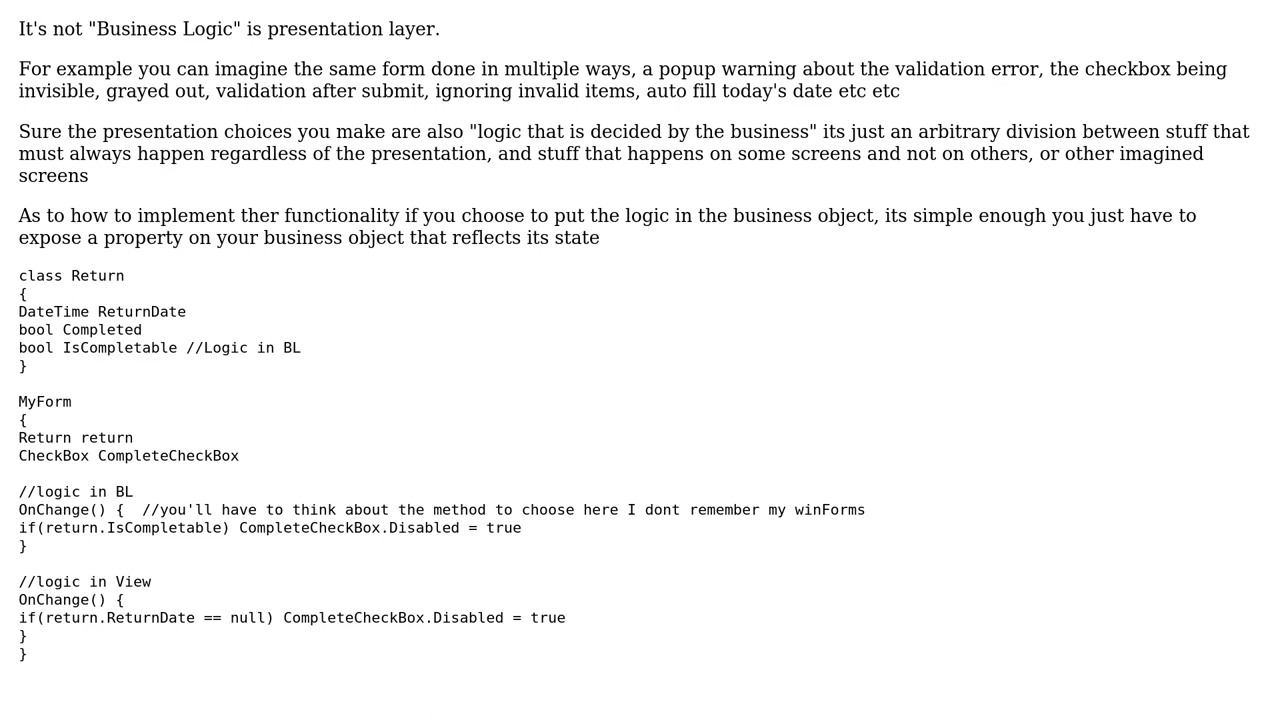 It's not "Business Logic" is presentation layer.
For example you can imagine the same form done in multiple ways, a popup warning about the validation error, the checkbox being
invisible, grayed out, validation after submit, ignoring invalid items, auto fill today's date etc etc
Sure the presentation choices you make are also "logic that is decided by the business" its just an arbitrary division between stuff that
must always happen regardless of the presentation, and stuff that happens on some screens and not on others, or other imagined
screens
As to how to implement ther functionality if you choose to put the logic in the business object, its simple enough you just have to
expose a property on your business object that reflects its state
class Return
{
DateTime ReturnDate
bool Completed
bool IsCompletable //Logic in BL
}
MyForm
{
Return return
CheckBox CompleteCheckBox
//logic in BL
OnChange() {  //you'll have to think about the method to choose here I dont remember my winForms
if(return.IsCompletable) CompleteCheckBox.Disabled = true
}
//logic in View
OnChange() {
if(return.ReturnDate == null) CompleteCheckBox.Disabled = true
}
}